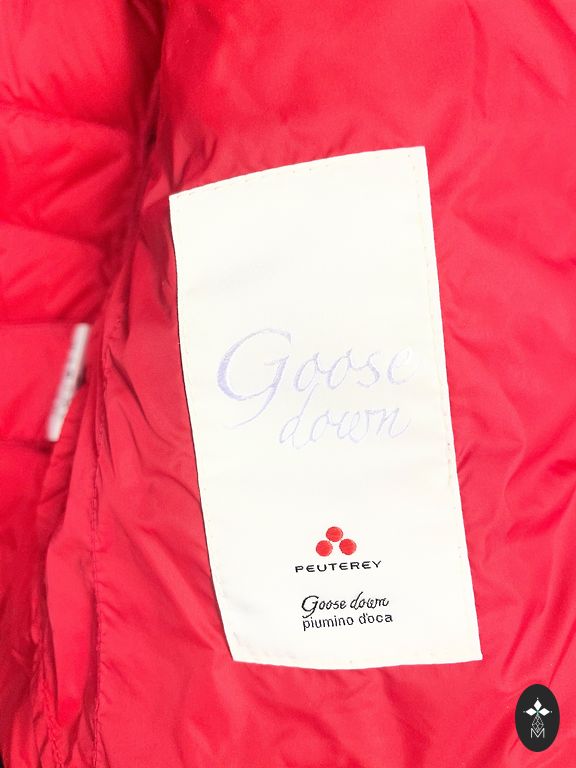 Goose
down
PEUTEREY
Goose down
piumino d'oca
M